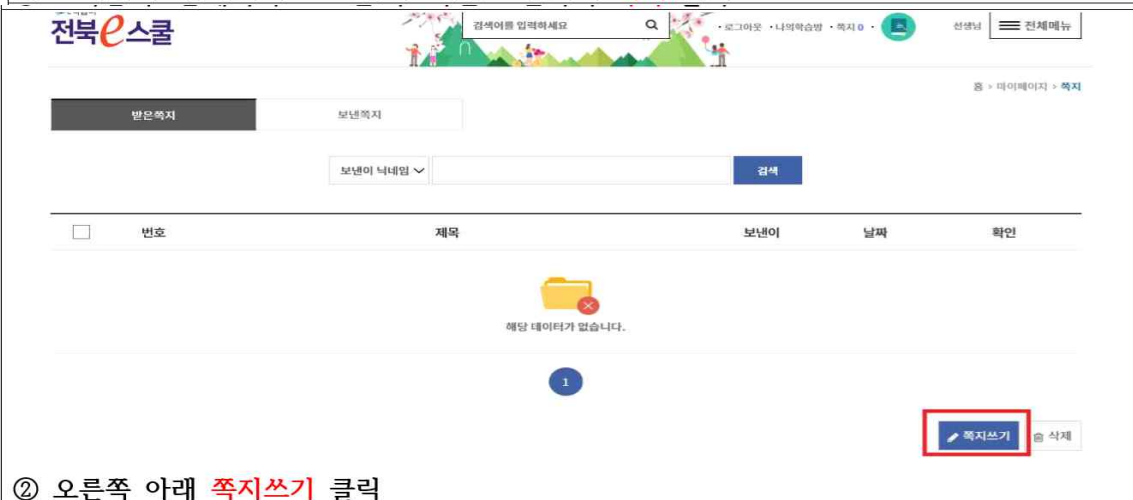 전북e스쿨
검색어를 입력하세요
· 로그아웃 · 나의학습방 · 쪽지 0 ·
선생님
전체메뉴
홈 > 마이페이지 > 쪽지
받은쪽지
보낸쪽지
보낸이 닉네임
검색
번호 제목 보낸이 날짜 확인
해당 데이터가 없습니다.
1
쪽지쓰기
삭제
② 오른쪽 아래 쪽지쓰기 클릭